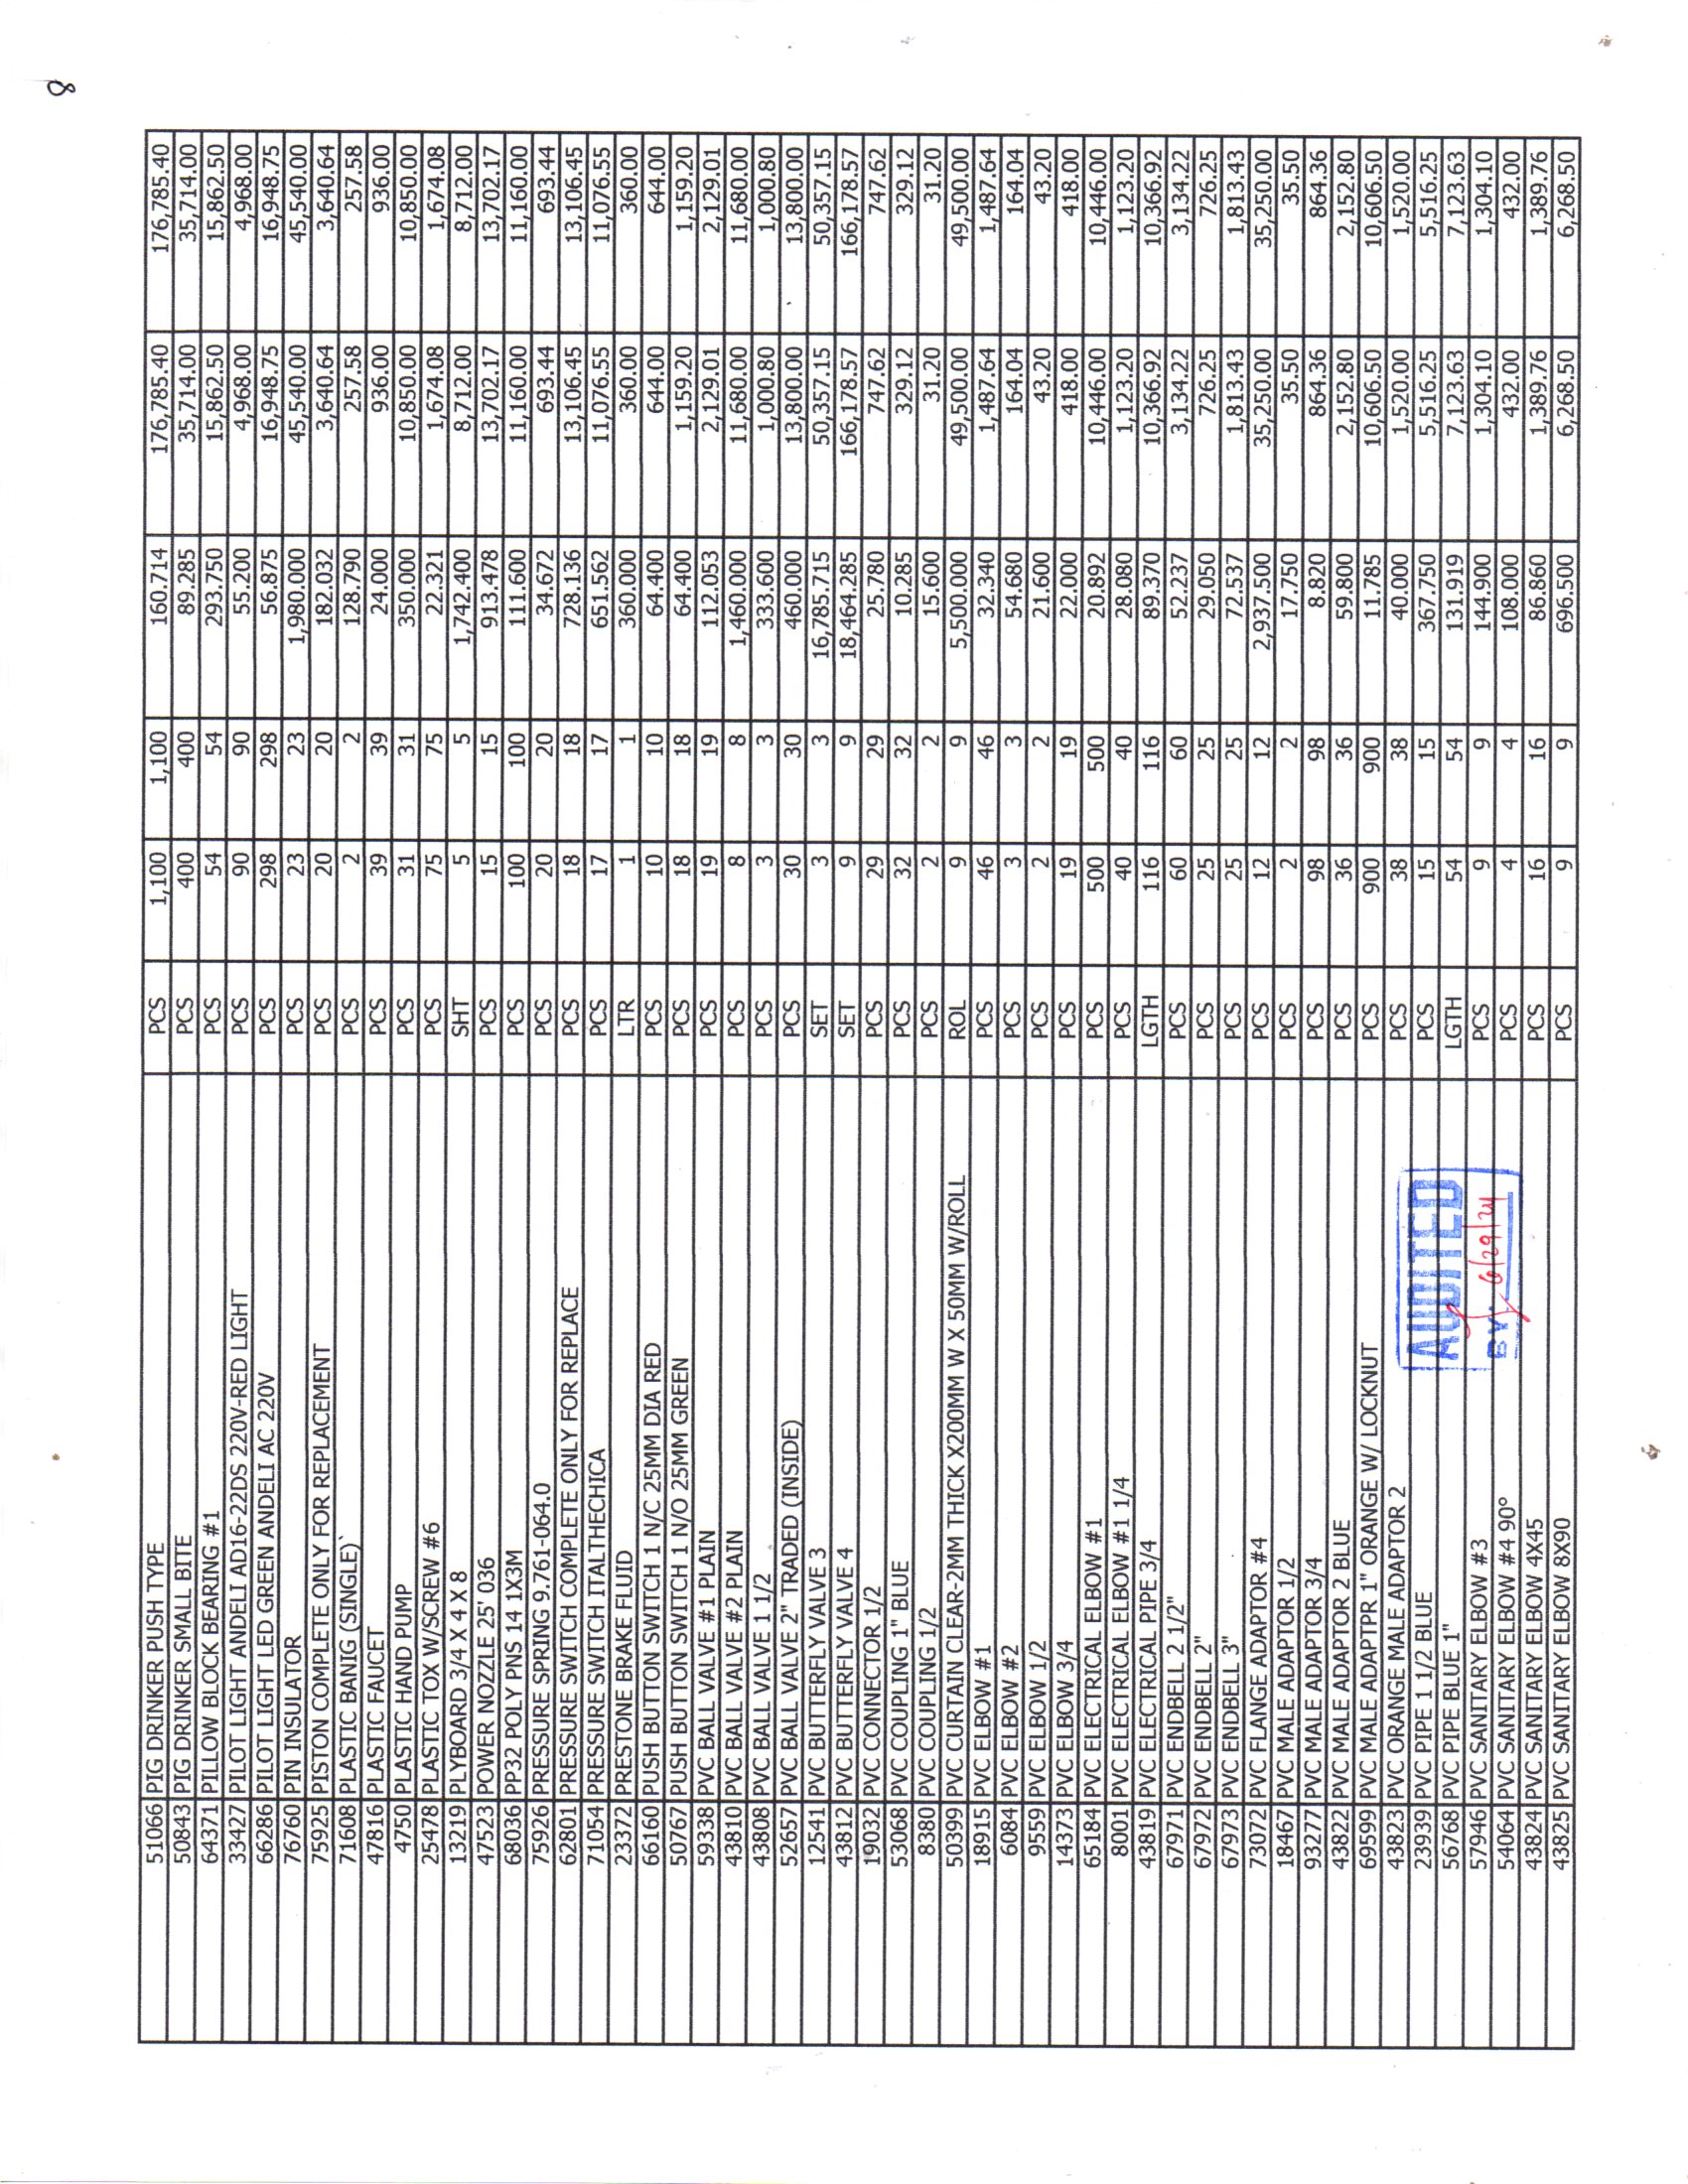 8
51066 PIG DRINKER PUSH TYPE PCS 1,100 1,100 160.714 176,785.40 176,785.40
50843 PIG DRINKER SMALL BITE PCS 400 400 89.285 35,714.00 35,714.00
64371 PILLOW BLOCK BEARING #1 PCS 54 54 293.750 15,862.50 15,862.50
33427 PILOT LIGHT ANDELI AD16-22DS 220V-RED LIGHT PCS 90 90 55.200 4,968.00 4,968.00
66286 PILOT LIGHT LED GREEN ANDELI AC 220V PCS 298 298 56.875 16,948.75 16,948.75
76760 PIN INSULATOR PCS 23 23 1,980.000 45,540.00 45,540.00
75925 PISTON COMPLETE ONLY FOR REPLACEMENT PCS 20 20 182.032 3,640.64 3,640.64
71608 PLASTIC BANIG (SINGLE)` PCS 2 2 128.790 257.58 257.58
47816 PLASTIC FAUCET PCS 39 39 24.000 936.00 936.00
4750 PLASTIC HAND PUMP PCS 31 31 350.000 10,850.00 10,850.00
25478 PLASTIC TOX W/SCREW #6 PCS 75 75 22.321 1,674.08 1,674.08
13219 PLYBOARD 3/4 X 4 X 8 SHT 5 5 1,742.400 8,712.00 8,712.00
47523 POWER NOZZLE 25' 036 PCS 15 15 913.478 13,702.17 13,702.17
68036 PP32 POLY PNS 14 1X3M PCS 100 100 111.600 11,160.00 11,160.00
75926 PRESSURE SPRING 9.761-064.0 PCS 20 20 34.672 693.44 693.44
62801 PRESSURE SWITCH COMPLETE ONLY FOR REPLACE PCS 18 18 728.136 13,106.45 13,106.45
71054 PRESSURE SWITCH ITALTHECHICA PCS 17 17 651.562 11,076.55 11,076.55
23372 PRESTONE BRAKE FLUID LTR 1 1 360.000 360.00 360.00
66160 PUSH BUTTON SWITCH 1 N/C 25MM DIA RED PCS 10 10 64.400 644.00 644.00
50767 PUSH BUTTON SWITCH 1 N/O 25MM GREEN PCS 18 18 64.400 1,159.20 1,159.20
59338 PVC BALL VALVE #1 PLAIN PCS 19 19 112.053 2,129.01 2,129.01
43810 PVC BALL VALVE #2 PLAIN PCS 8 8 1,460.000 11,680.00 11,680.00
43808 PVC BALL VALVE 1 1/2 PCS 3 3 333.600 1,000.80 1,000.80
52657 PVC BALL VALVE 2" TRADED (INSIDE) PCS 30 30 460.000 13,800.00 13,800.00
12541 PVC BUTTERFLY VALVE 3 SET 3 3 16,785.715 50,357.15 50,357.15
43812 PVC BUTTERFLY VALVE 4 SET 9 9 18,464.285 166,178.57 166,178.57
19032 PVC CONNECTOR 1/2 PCS 29 29 25.780 747.62 747.62
53068 PVC COUPLING 1" BLUE PCS 32 32 10.285 329.12 329.12
8380 PVC COUPLING 1/2 PCS 2 2 15.600 31.20 31.20
50399 PVC CURTAIN CLEAR-2MM THICK X200MM W X 50MM W/ROLL ROL 9 9 5,500.000 49,500.00 49,500.00
18915 PVC ELBOW #1 PCS 46 46 32.340 1,487.64 1,487.64
6084 PVC ELBOW #2 PCS 3 3 54.680 164.04 164.04
9559 PVC ELBOW 1/2 PCS 2 2 21.600 43.20 43.20
14373 PVC ELBOW 3/4 PCS 19 19 22.000 418.00 418.00
65184 PVC ELECTRICAL ELBOW #1 PCS 500 500 20.892 10,446.00 10,446.00
8001 PVC ELECTRICAL ELBOW #1 1/4 PCS 40 40 28.080 1,123.20 1,123.20
43819 PVC ELECTRICAL PIPE 3/4 LGTH 116 116 89.370 10,366.92 10,366.92
67971 PVC ENDBELL 2 1/2" PCS 60 60 52.237 3,134.22 3,134.22
67972 PVC ENDBELL 2" PCS 25 25 29.050 726.25 726.25
67973 PVC ENDBELL 3" PCS 25 25 72.537 1,813.43 1,813.43
73072 PVC FLANGE ADAPTOR #4 PCS 12 12 2,937.500 35,250.00 35,250.00
18467 PVC MALE ADAPTOR 1/2 PCS 2 2 17.750 35.50 35.50
93277 PVC MALE ADAPTOR 3/4 PCS 98 98 8.820 864.36 864.36
43822 PVC MALE ADAPTOR 2 BLUE PCS 36 36 59.800 2,152.80 2,152.80
69599 PVC MALE ADAPTPR 1" ORANGE W/ LOCKNUT PCS 900 900 11.785 10,606.50 10,606.50
43823 PVC ORANGE MALE ADAPTOR 2 PCS 38 38 40.000 1,520.00 1,520.00
23939 PVC PIPE 1 1/2 BLUE PCS 15 15 367.750 5,516.25 5,516.25
56768 PVC PIPE BLUE 1" LGTH 54 54 131.919 7,123.63 7,123.63
57946 PVC SANITARY ELBOW #3 PCS 9 9 144.900 1,304.10 1,304.10
54064 PVC SANITARY ELBOW #4 90° PCS 4 4 108.000 432.00 432.00
43824 PVC SANITARY ELBOW 4X45 PCS 16 16 86.860 1,389.76 1,389.76
43825 PVC SANITARY ELBOW 8X90 PCS 9 9 696.500 6,268.50 6,268.50
AUDITED
BY: 6/29/24